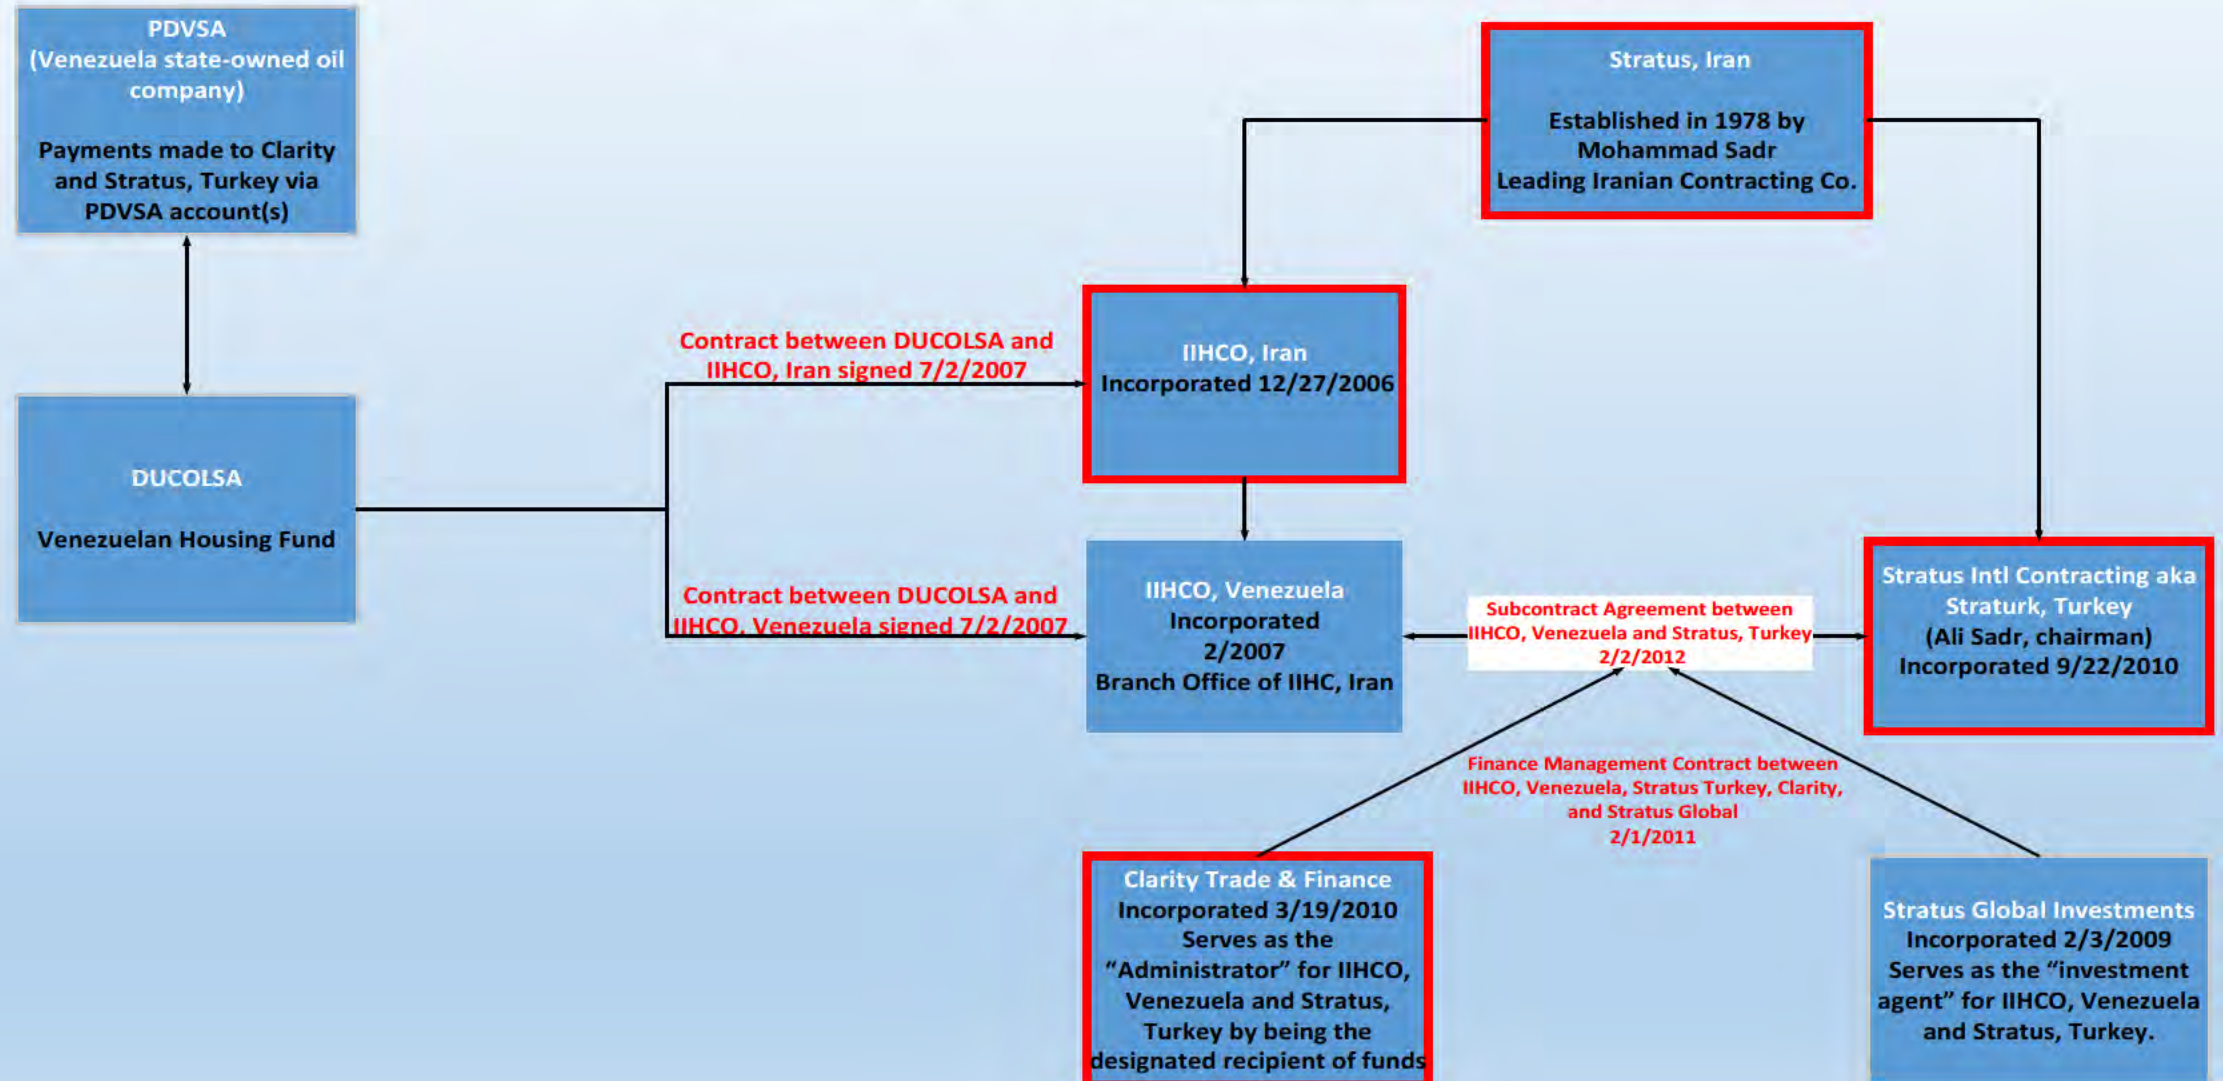 PDVSA
(Venezuela state-owned oil
company)
Payments made to Clarity
and Stratus, Turkey via
PDVSA account(s)
Stratus, Iran
Established in 1978 by
Mohammad Sadr
Leading Iranian Contracting Co.
Contract between DUCOLSA and
IIHCO, Iran signed 7/2/2007
IIHCO, Iran
Incorporated 12/27/2006
DUCOLSA
Venezuelan Housing Fund
Contract between DUCOLSA and
IIHCO, Venezuela signed 7/2/2007
IIHCO, Venezuela
Incorporated
2/2007
Branch Office of IIHC, Iran
Subcontract Agreement between
IIHCO, Venezuela and Stratus, Turkey
2/2/2012
Stratus Intl Contracting aka
Straturk, Turkey
(Ali Sadr, chairman)
Incorporated 9/22/2010
Finance Management Contract between
IIHCO, Venezuela, Stratus Turkey, Clarity,
and Stratus Global
2/1/2011
Clarity Trade & Finance
Incorporated 3/19/2010
Serves as the
“Administrator” for IIHCO,
Venezuela and Stratus,
Turkey by being the
designated recipient of funds
Stratus Global Investments
Incorporated 2/3/2009
Serves as the “investment
agent” for IIHCO, Venezuela
and Stratus, Turkey.